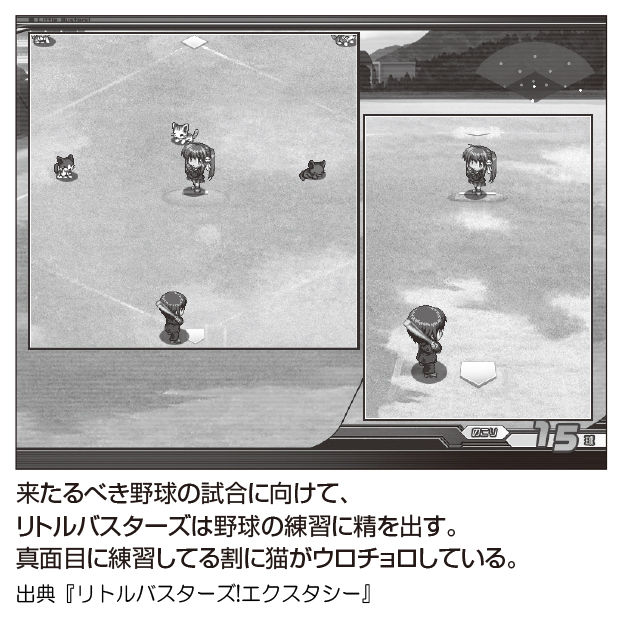 Little Busters!
のこり 15 球
来たるべき野球の試合に向けて、
リトルバスターズは野球の練習に精を出す。
真面目に練習してる割に猫がウロチョロしている。
出典『リトルバスターズ!エクスタシー』